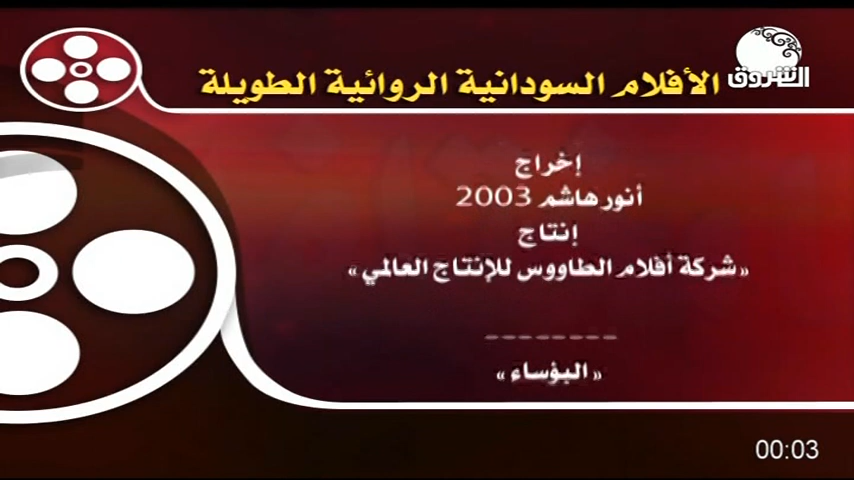 الشروق
الأفلام السودانية الروائية الطويلة
إخراج
أنور هاشم 2003
إنتاج
«شركة أفلام الطاووس للإنتاج العالمي»
--------
«البؤساء»
00:03